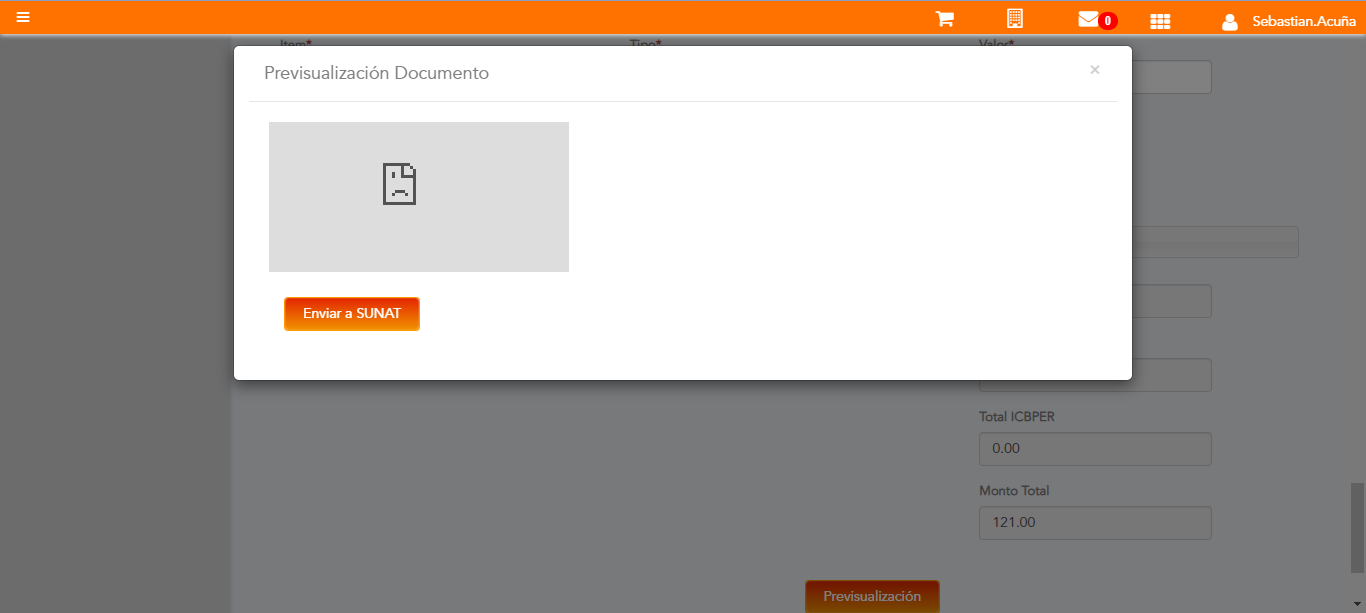 0
Sebastian.Acuña
Item*
Tipo*
Valor*
Previsualización Documento
×
Enviar a SUNAT
Total ICBPER
0.00
Monto Total
121.00
Previsualización